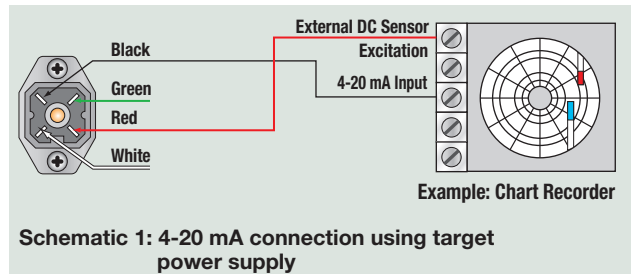 External DC Sensor
Excitation
Black
4-20 mA Input
Green
Red
White
Example: Chart Recorder
Schematic 1: 4-20 mA connection using target
power supply